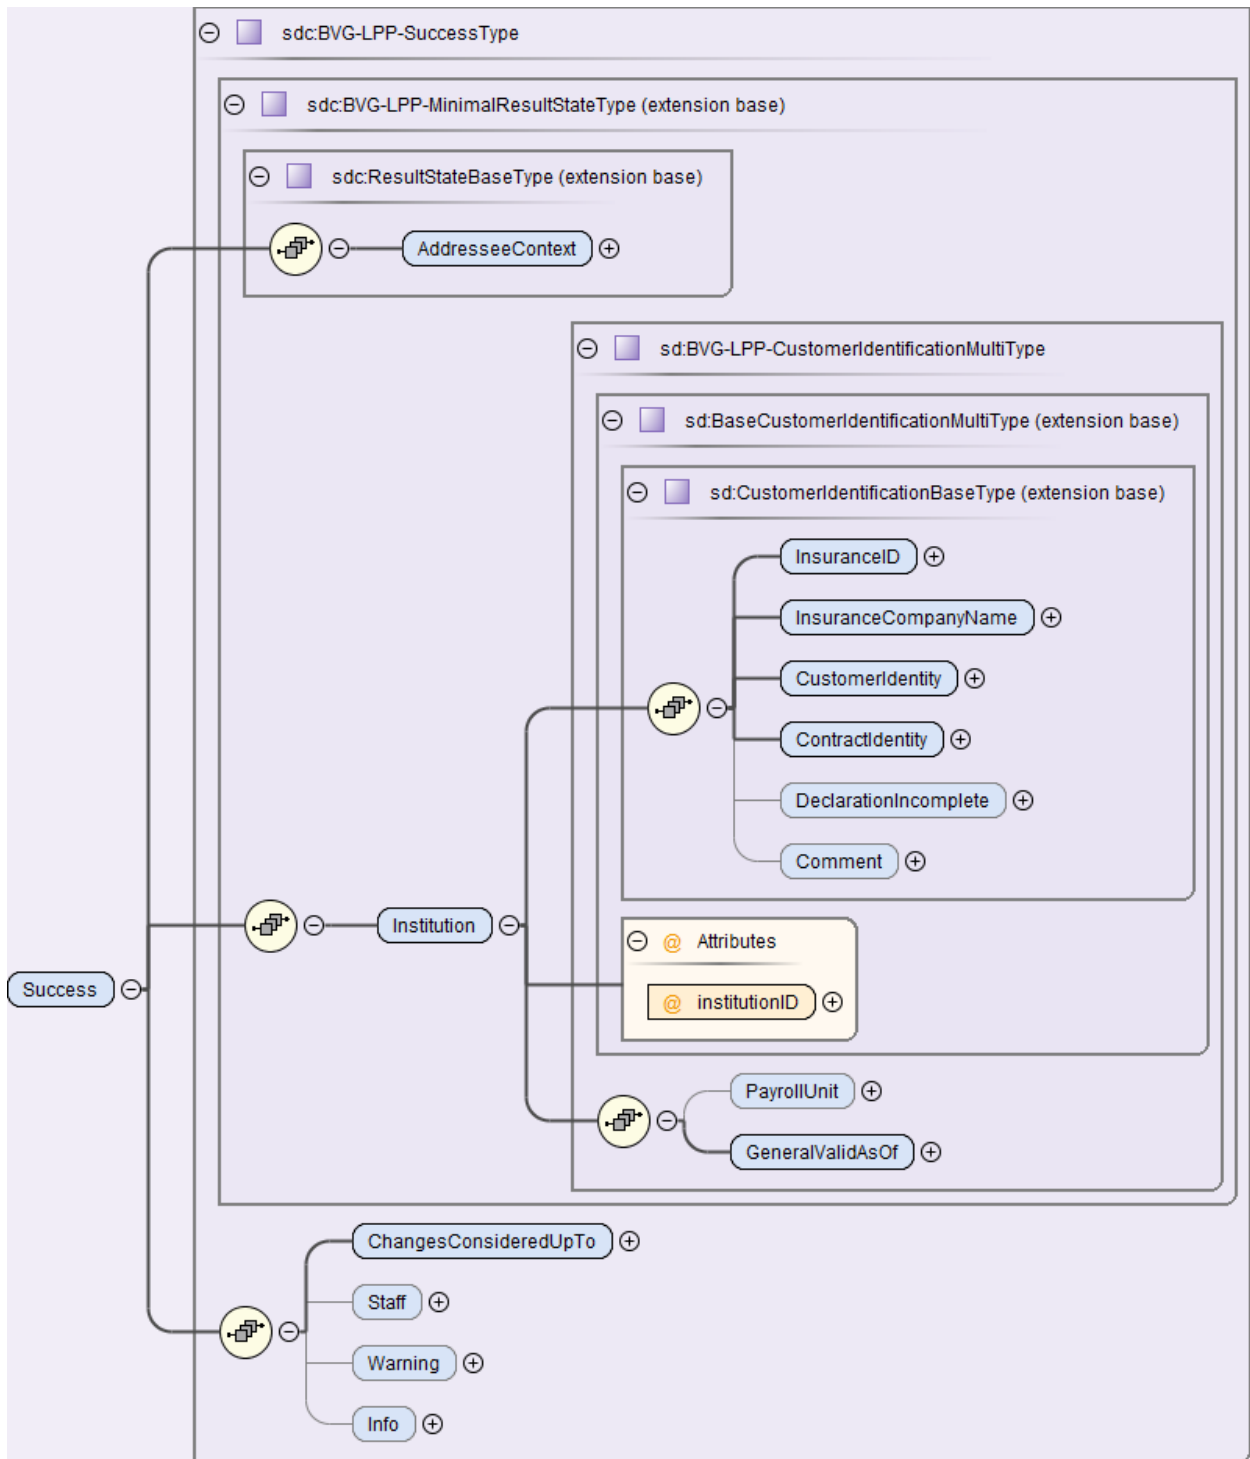 sdc:BVG-LPP-SuccessType
sdc:BVG-LPP-MinimalResultStateType (extension base)
sdc:ResultStateBaseType (extension base)
AddresseeContext
sd:BVG-LPP-CustomerIdentificationMultiType
sd:BaseCustomerIdentificationMultiType (extension base)
sd:CustomerIdentificationBaseType (extension base)
InsuranceID
InsuranceCompanyName
CustomerIdentity
ContractIdentity
DeclarationIncomplete
Comment
Institution
@ Attributes
Success
@ institutionID
PayrollUnit
GeneralValidAsOf
ChangesConsideredUpTo
Staff
Warning
Info